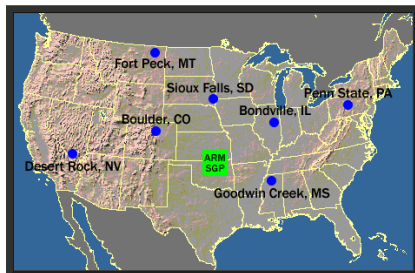 Fort Peck, MT
Sioux Falls, SD
Penn State, PA
Boulder, CO
Bondville, IL
Desert Rock, NV
ARM
SGP
Goodwin Creek, MS